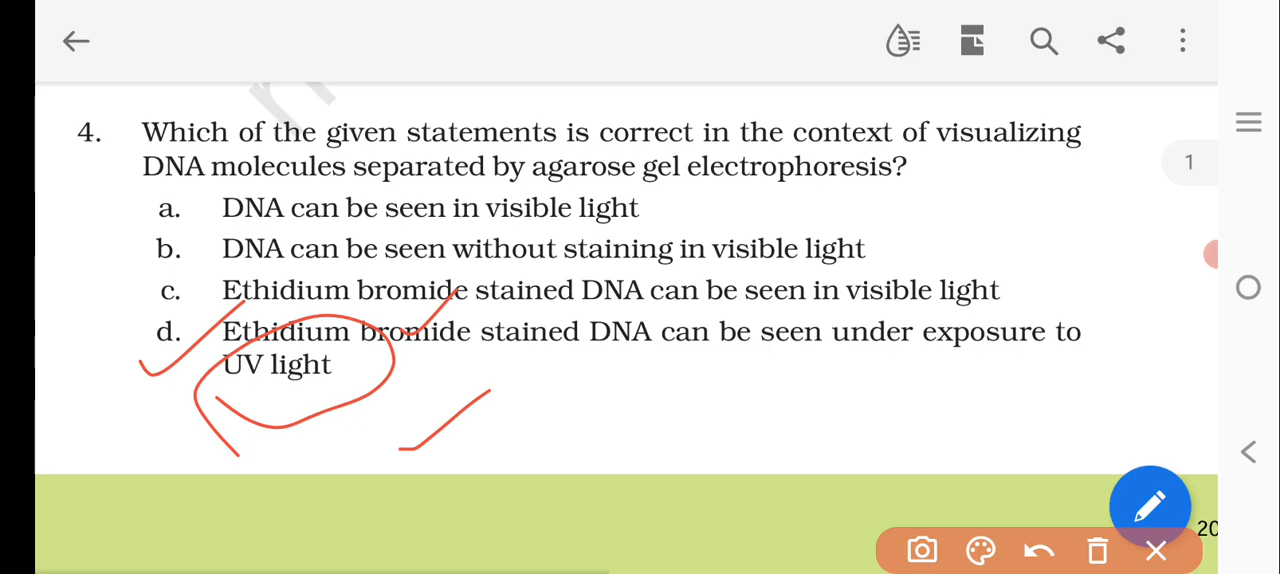 1
4. Which of the given statements is correct in the context of visualizing
DNA molecules separated by agarose gel electrophoresis?
a. DNA can be seen in visible light
b. DNA can be seen without staining in visible light
c. Ethidium bromide stained DNA can be seen in visible light
d. Ethidium bromide stained DNA can be seen under exposure to
UV light
20